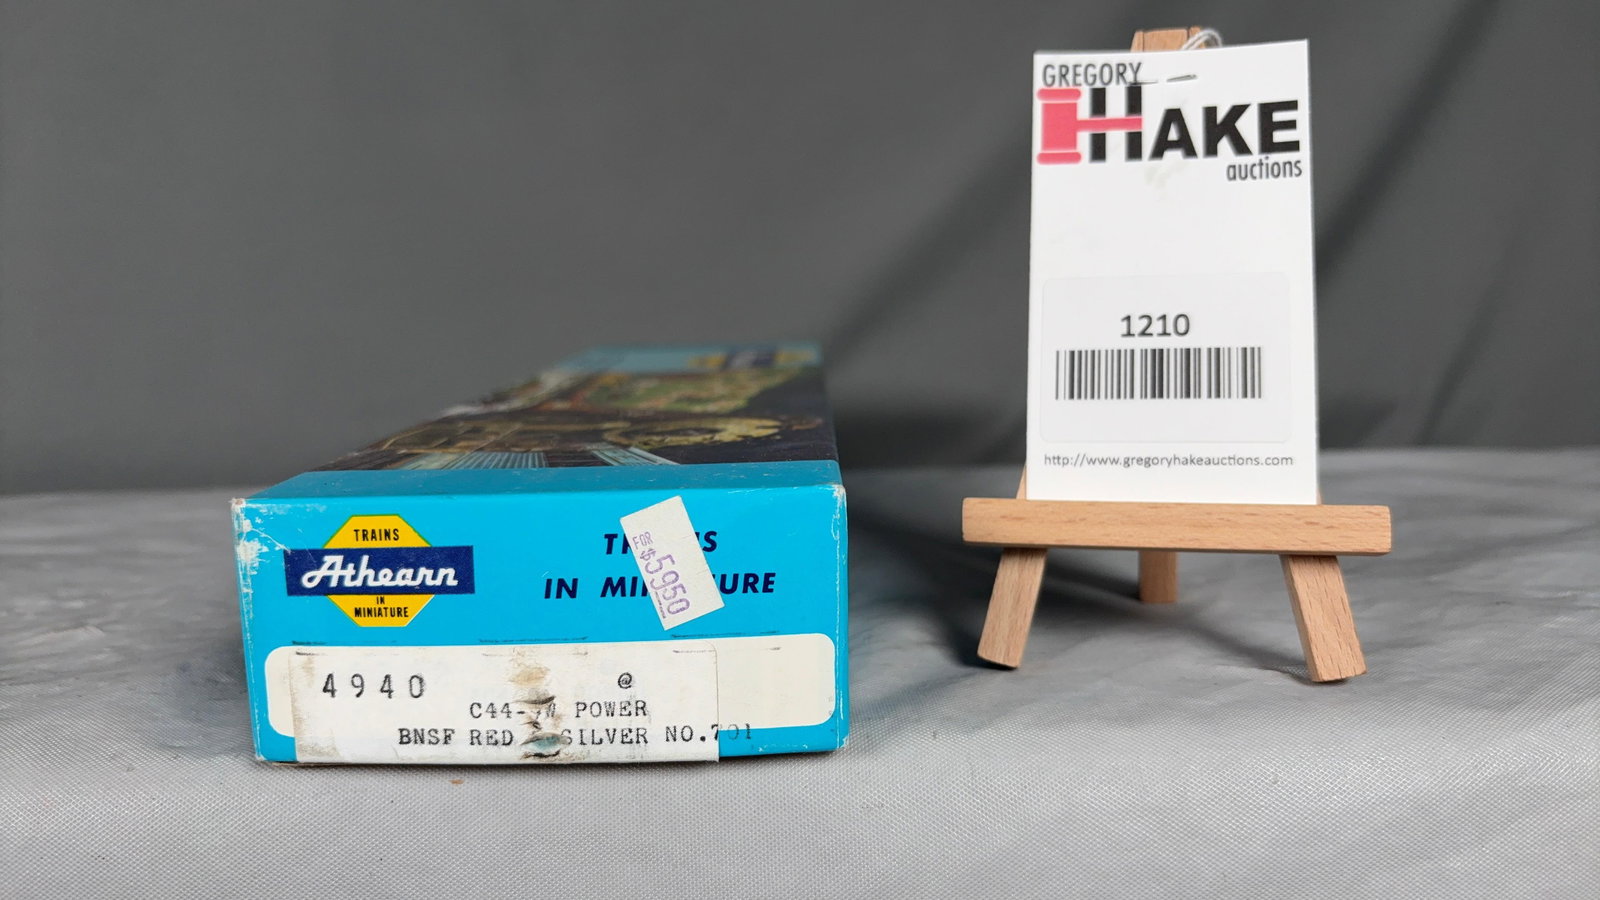 TRAINS
Athearn
IN
MINIATURE
IN
FOR
$5950
4940 @
POWER
BNSF RED SILVER NO.701
GREGORY
HAKE
auctions
1210
http://www.gregoryhakeauctions.com